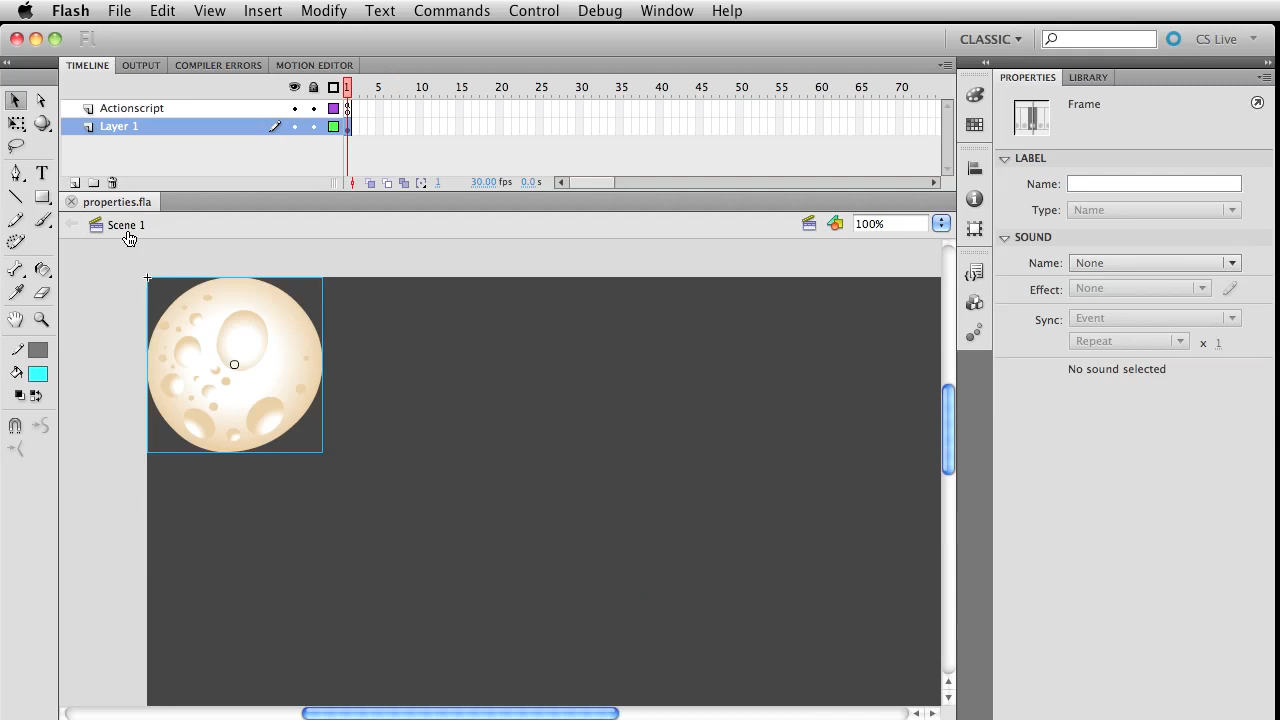 Flash File Edit View Insert Modify Text Commands Control Debug Window Help
Fl CLASSIC CS Live
TIMELINE OUTPUT COMPILER ERRORS MOTION EDITOR
1 5 10 15 20 25 30 35 40 45 50 55 60 65 70
Actionscript
Layer 1
1 30.00 fps 0.0 s
properties.fla
Scene 1 100%
PROPERTIES LIBRARY
Frame
LABEL
Name:
Type: Name
SOUND
Name: None
Effect: None
Sync: Event
Repeat x 1
No sound selected